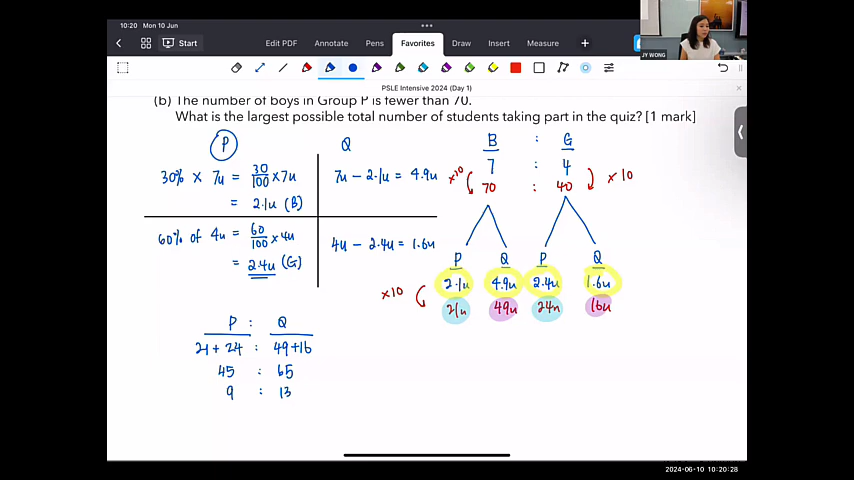 10:20 Mon 10 Jun
Start
Edit PDF Annotate Pens Favorites Draw Insert Measure
JY WONG
PSLE Intensive 2024 (Day 1)
(b) The number of boys in Group P is fewer than 70.
What is the largest possible total number of students taking part in the quiz? [1 mark]
P Q
30% × 7u = 30/100 × 7u
= 2.1u (B)
7u − 2.1u = 4.9u
60% of 4u = 60/100 × 4u
= 2.4u (G)
4u − 2.4u = 1.6u
P : Q
21 + 24 : 49+16
45 : 65
9 : 13
B : G
7 : 4
×10 70 : 40 ×10
P Q P Q
2.1u 4.9u 2.4u 1.6u
×10 21u 49u 24u 16u
2024-06-10 10:20:28